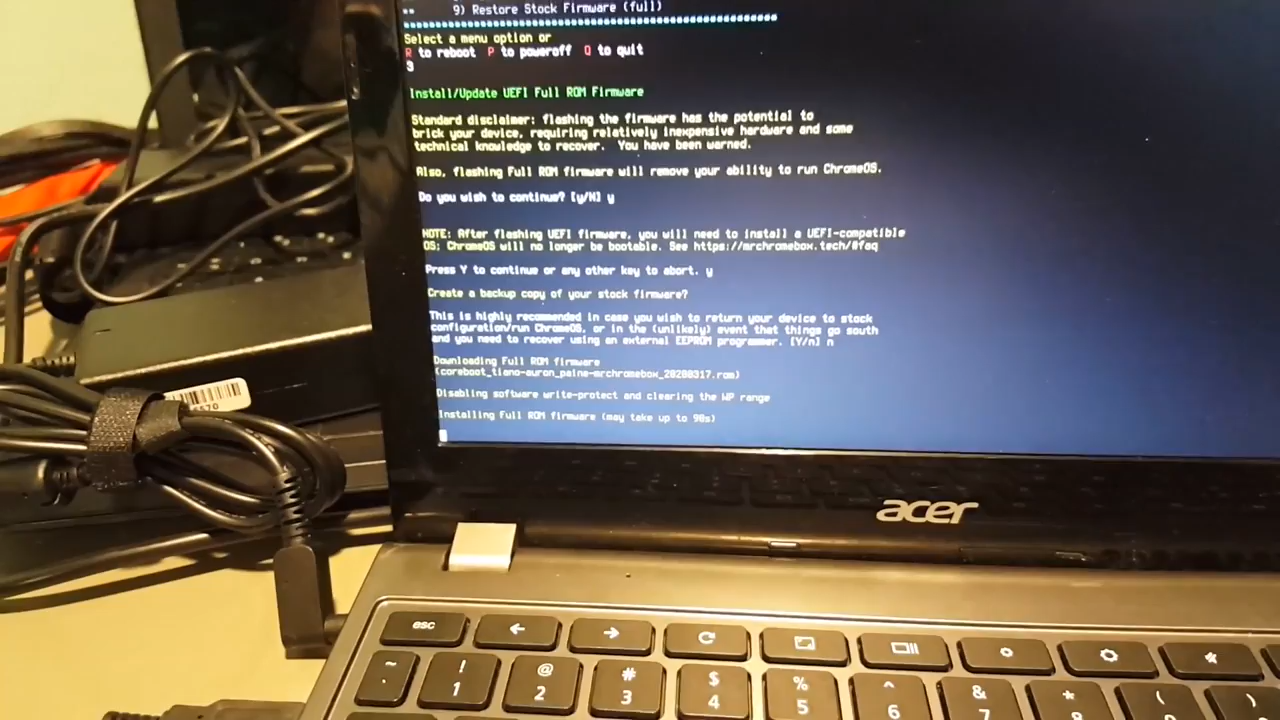 9) Restore Stock Firmware (full)
Select a menu option or
R to reboot P to poweroff Q to quit
3
Install/Update UEFI Full ROM Firmware
Standard disclaimer: flashing the firmware has the potential to
brick your device, requiring relatively inexpensive hardware and some
technical knowledge to recover. You have been warned.
Also, flashing Full ROM firmware will remove your ability to run ChromeOS.
Do you wish to continue? [y/N] y
NOTE: After flashing UEFI firmware, you will need to install a UEFI-compatible
OS; ChromeOS will no longer be bootable. See https://mrchromebox.tech/#faq
Press Y to continue or any other key to abort. y
Create a backup copy of your stock firmware?
This is highly recommended in case you wish to return your device to stock
configuration/run ChromeOS, or in the (unlikely) event that things go south
and you need to recover using an external EEPROM programmer. [Y/n] n
Downloading Full ROM firmware
(coreboot_tiano-auron_paine-mrchromebox_20200317.rom)
Disabling software write-protect and clearing the WP range
Installing Full ROM firmware (may take up to 90s)
acer
esc
~ ! @ # $ % ^ & * ( )
1 2 3 4 5 6 7